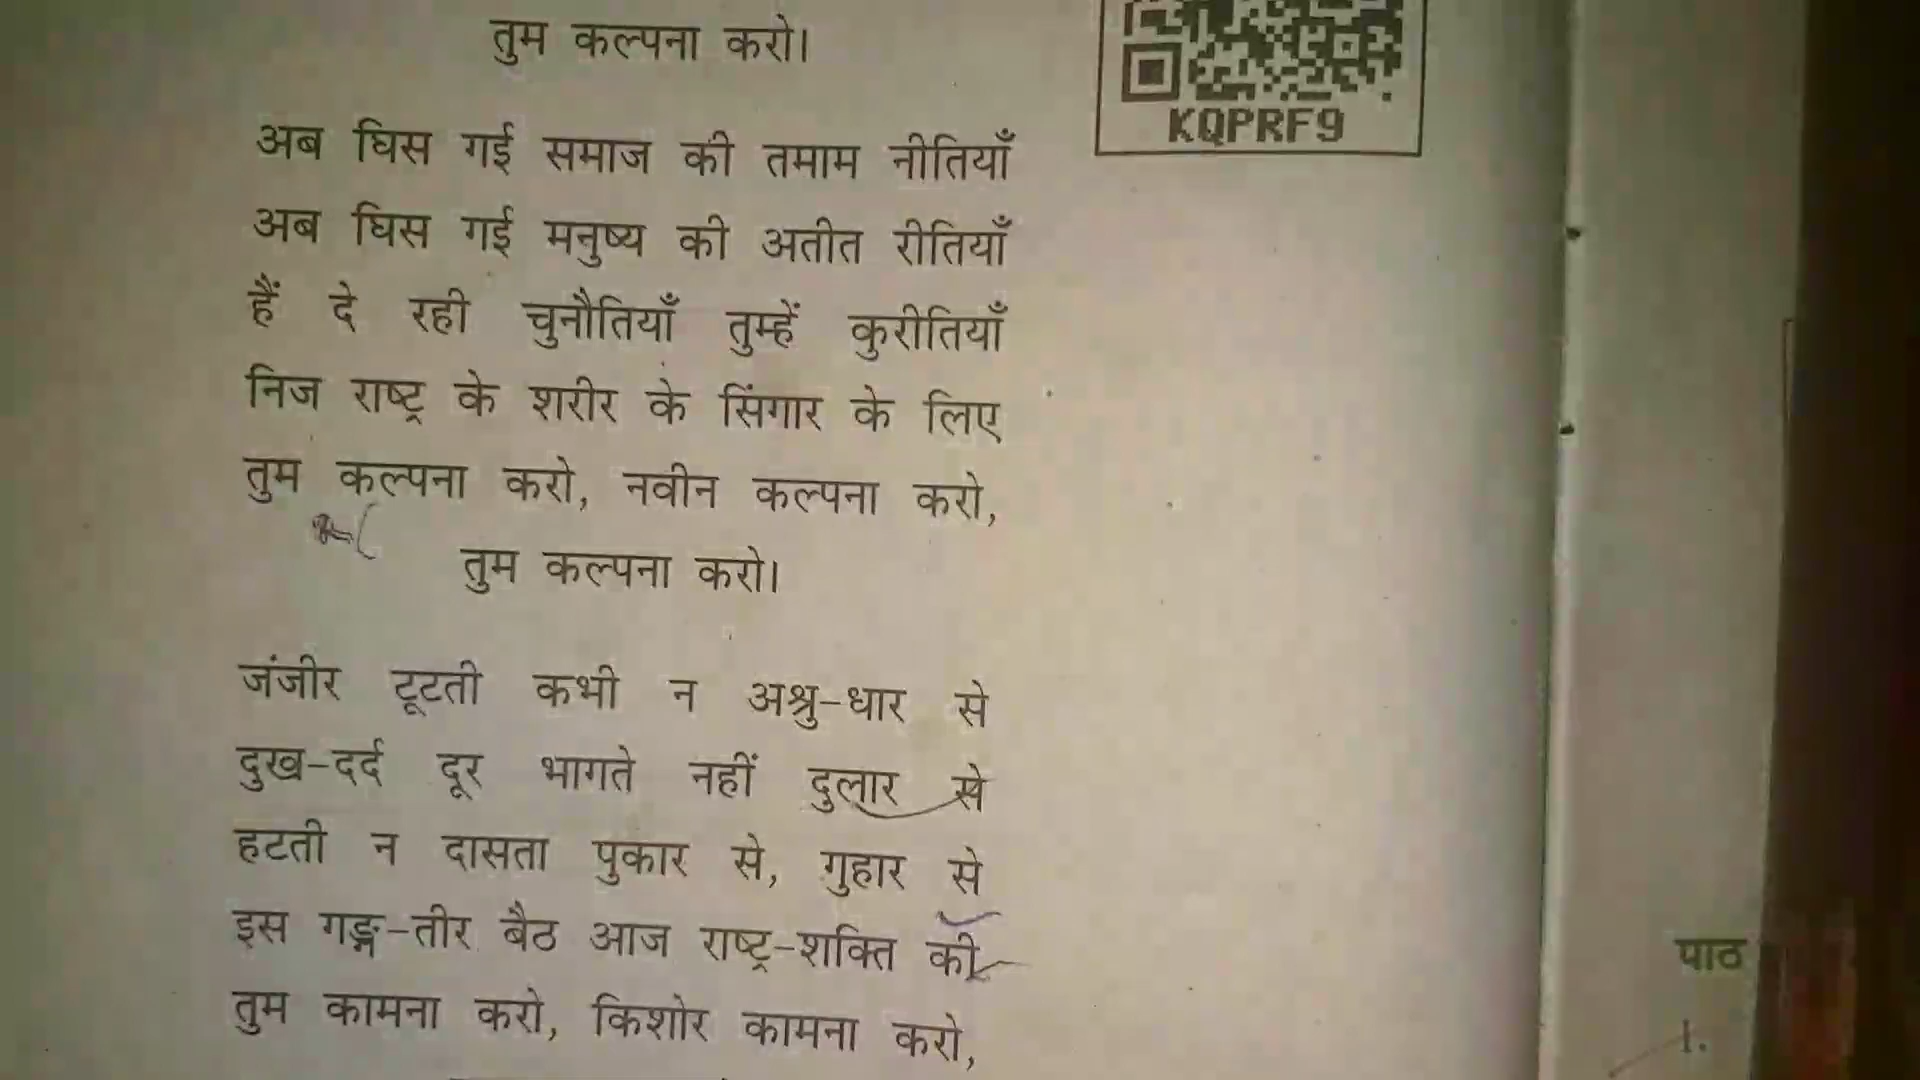 तुम कल्पना करो।
KQPRF9
अब घिस गई समाज की तमाम नीतियाँ
अब घिस गई मनुष्य की अतीत रीतियाँ
हैं दे रही चुनौतियाँ तुम्हें कुरीतियाँ
निज राष्ट्र के शरीर के सिंगार के लिए
तुम कल्पना करो, नवीन कल्पना करो,
तुम कल्पना करो।
जंजीर टूटती कभी न अश्रु-धार से
दुख-दर्द दूर भागते नहीं दुलार से
हटती न दासता पुकार से, गुहार से
इस गङ्ग-तीर बैठ आज राष्ट्र-शक्ति की
तुम कामना करो, किशोर कामना करो,
पाठ
1.